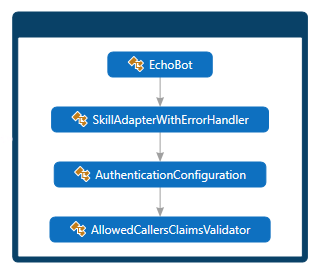 EchoBot
SkillAdapterWithErrorHandler
AuthenticationConfiguration
AllowedCallersClaimsValidator